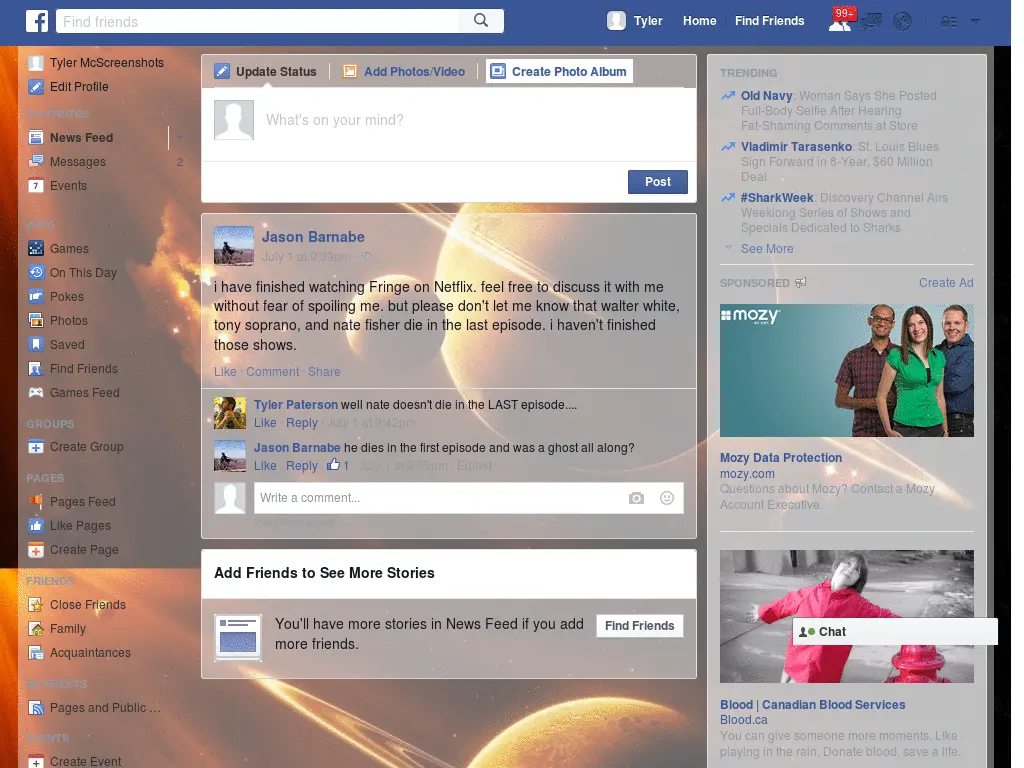 Find friends
Tyler
Home
Find Friends
99+
Tyler McScreenshots
Edit Profile
FAVORITES
News Feed
Messages 2
7 Events
APPS
Games
On This Day
Pokes
Photos
Saved
Find Friends
Games Feed
GROUPS
Create Group
PAGES
Pages Feed
Like Pages
Create Page
FRIENDS
Close Friends
Family
Acquaintances
INTERESTS
Pages and Public ...
EVENTS
Create Event
Update Status
Add Photos/Video
Create Photo Album
What's on your mind?
Post
Jason Barnabe
July 1 at 9:39pm ·
i have finished watching Fringe on Netflix. feel free to discuss it with me
without fear of spoiling me. but please don't let me know that walter white,
tony soprano, and nate fisher die in the last episode. i haven't finished
those shows.
Like · Comment · Share
Tyler Paterson well nate doesn't die in the LAST episode....
Like · Reply · July 1 at 9:42pm
Jason Barnabe he dies in the first episode and was a ghost all along?
Like · Reply · 1 · July 1 at 9:55pm · Edited
Write a comment...
Add Friends to See More Stories
You'll have more stories in News Feed if you add
more friends.
Find Friends
TRENDING
Old Navy: Woman Says She Posted
Full-Body Selfie After Hearing
Fat-Shaming Comments at Store
Vladimir Tarasenko: St. Louis Blues
Sign Forward in 8-Year, $60 Million
Deal
#SharkWeek: Discovery Channel Airs
Weeklong Series of Shows and
Specials Dedicated to Sharks
See More
SPONSORED
Create Ad
mozy
Mozy Data Protection
mozy.com
Questions about Mozy? Contact a Mozy
Account Executive.
Chat
Blood | Canadian Blood Services
Blood.ca
You can give someone more moments. Like
playing in the rain. Donate blood, save a life.